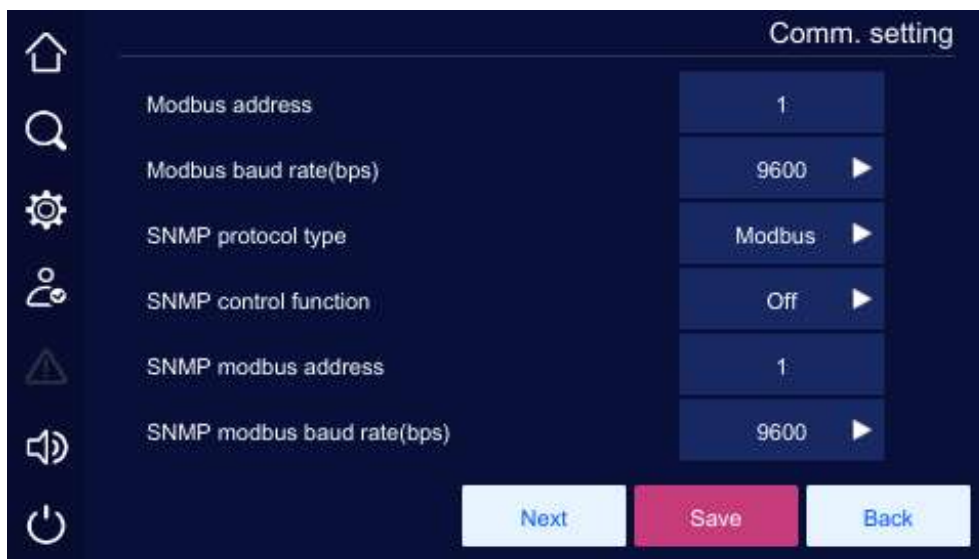 Comm. setting
Modbus address 1
Modbus baud rate(bps) 9600
SNMP protocol type Modbus
SNMP control function Off
SNMP modbus address 1
SNMP modbus baud rate(bps) 9600
Next Save Back